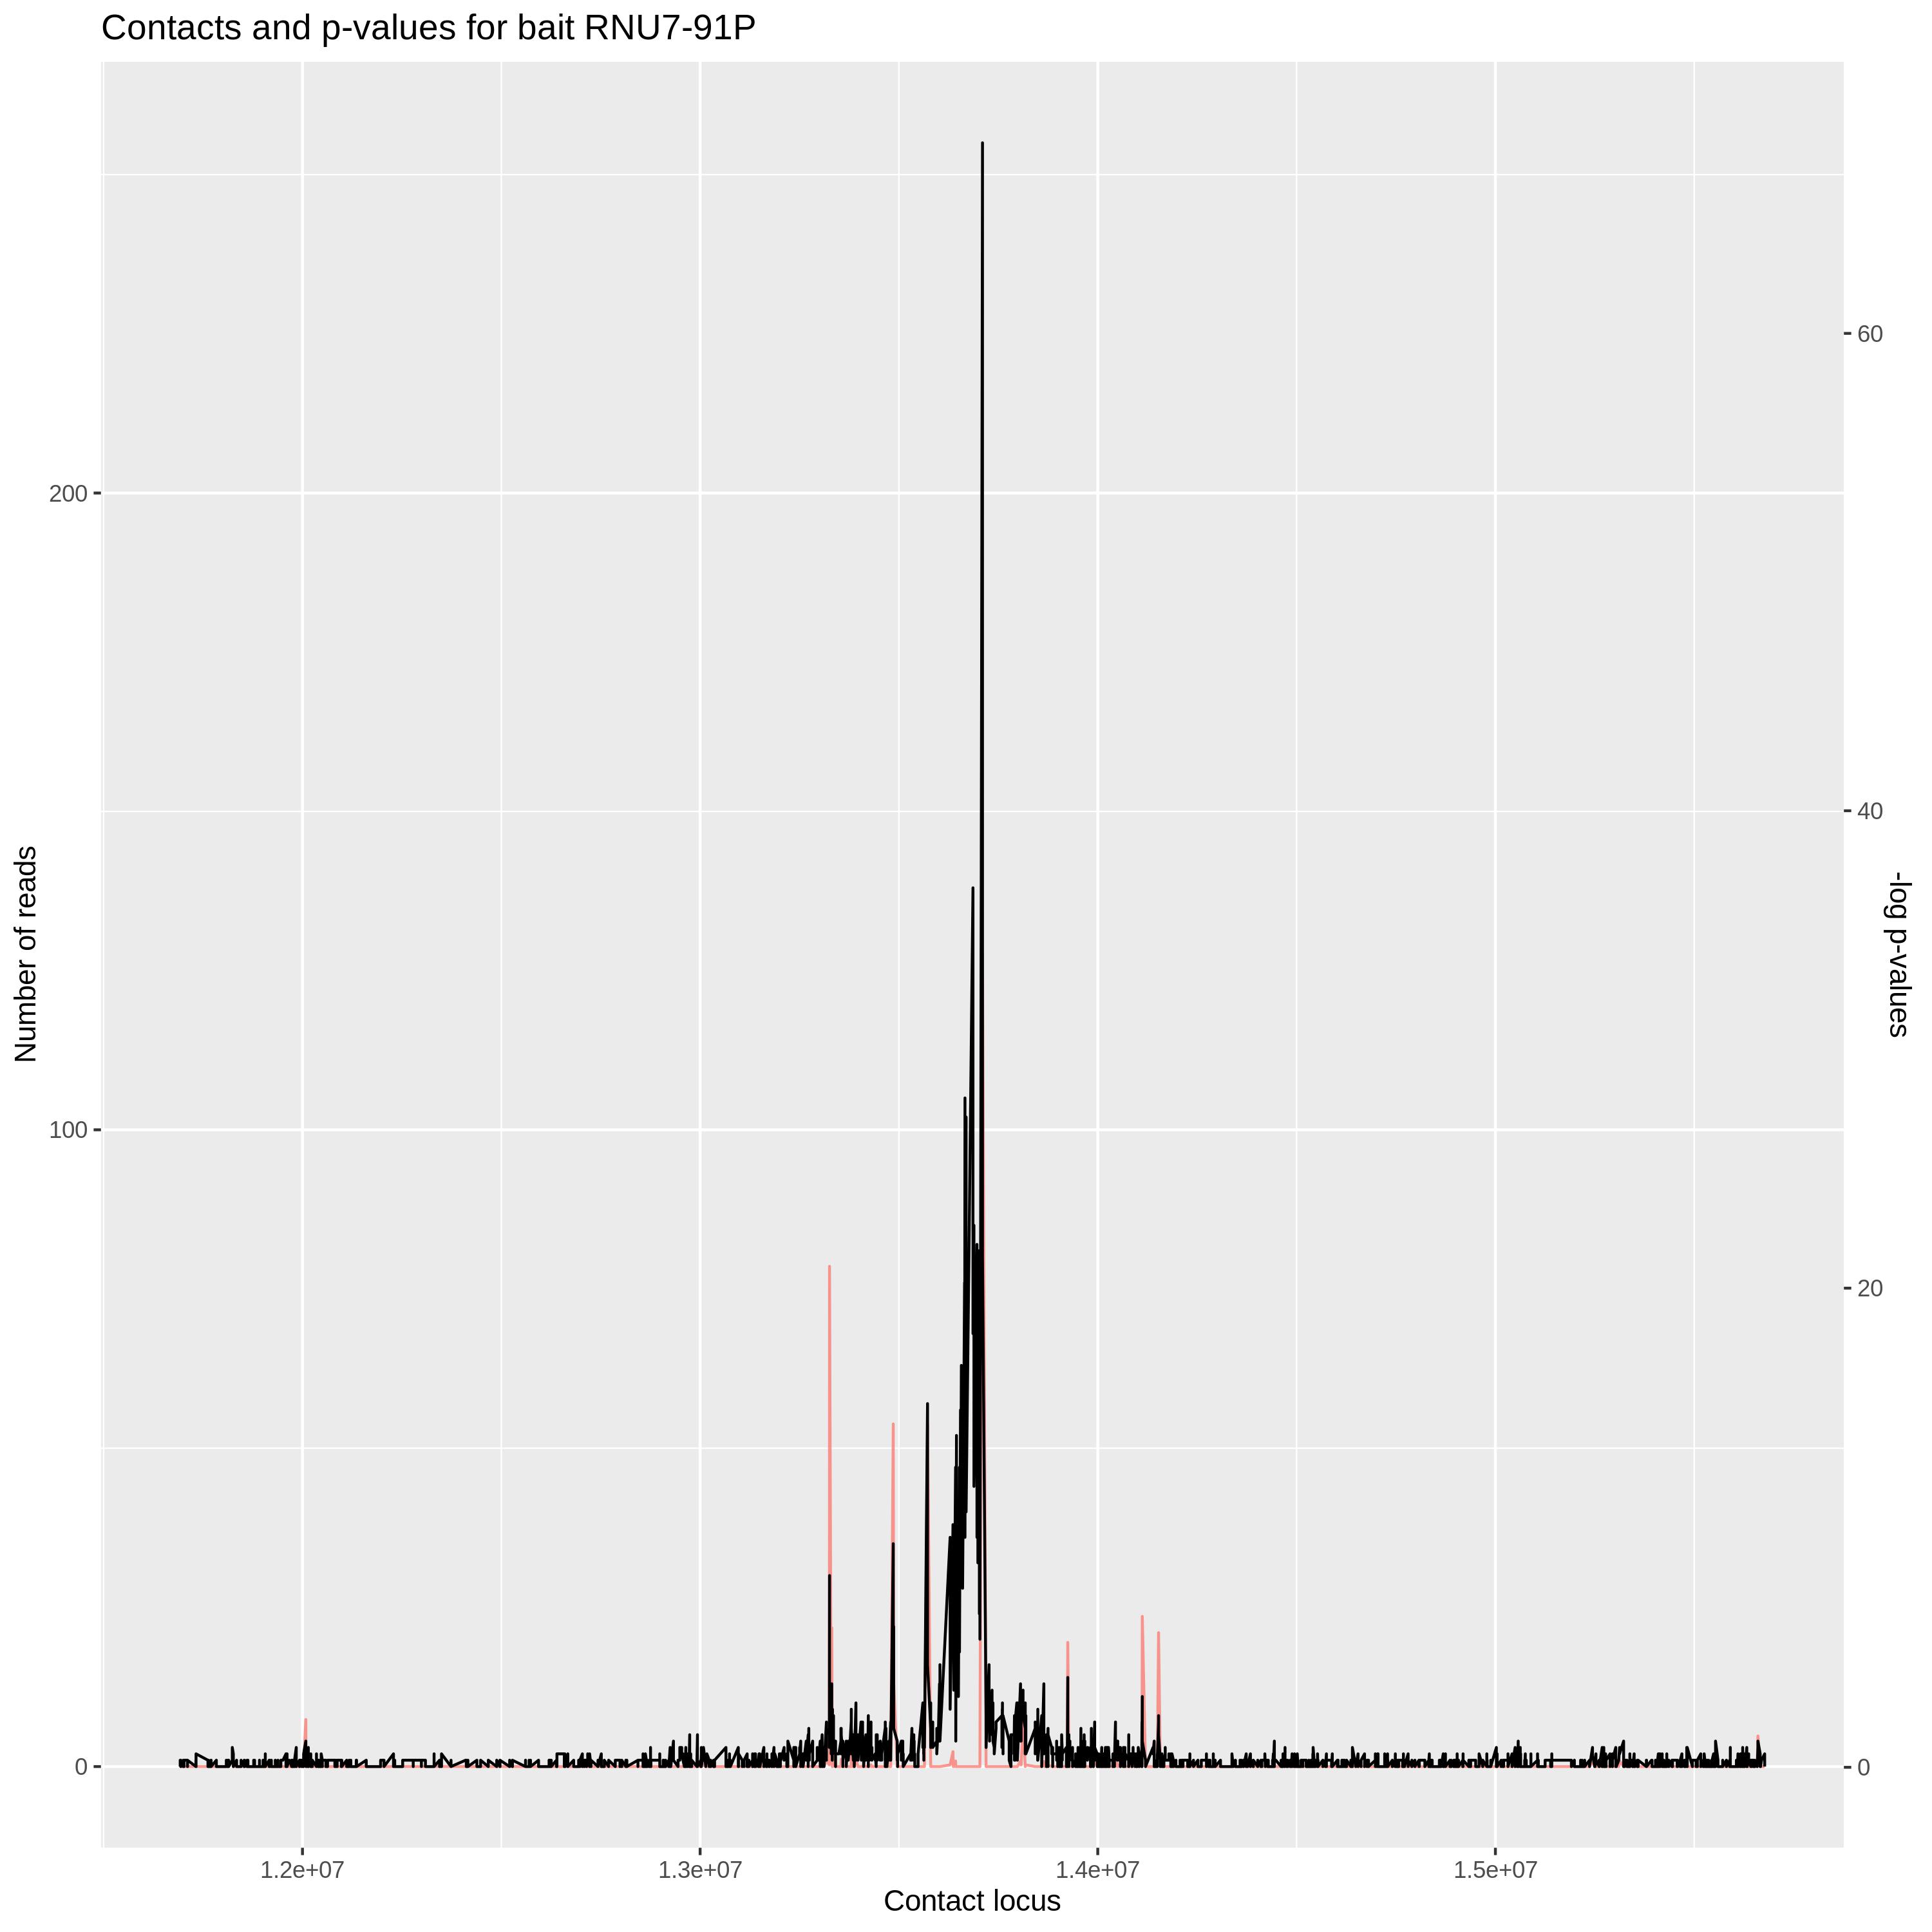 Contacts and p-values for bait RNU7-91P
Number of reads
200
100
0
60
40
20
0
-log p-values
1.2e+07
1.3e+07
1.4e+07
1.5e+07
Contact locus